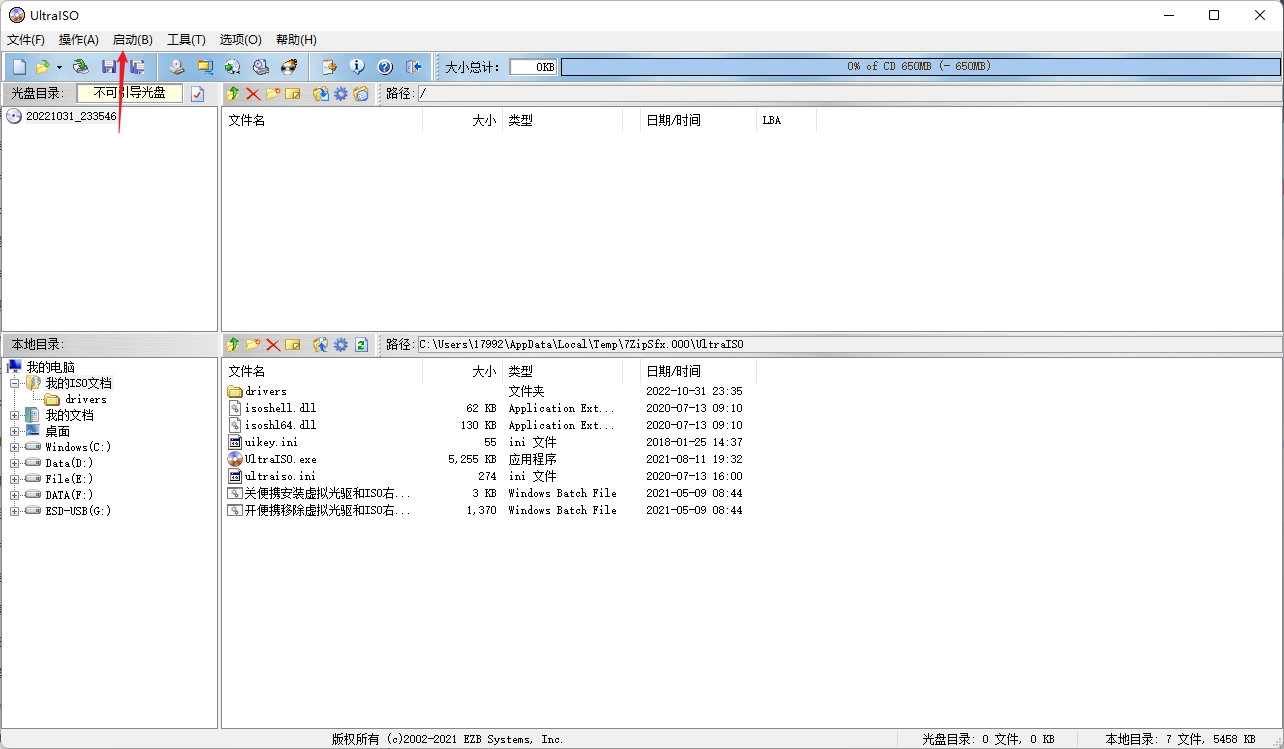 UltraISO
文件(F) 操作(A) 启动(B) 工具(T) 选项(O) 帮助(H)
大小总计: 0KB 0% of CD 650MB (- 650MB)
光盘目录: 不可引导光盘 路径: /
20221031_233546
文件名 大小 类型 日期/时间 LBA
本地目录: 路径: C:\Users\17992\AppData\Local\Temp\7ZipSfx.000\UltraISO
我的电脑
我的ISO文档
drivers
我的文档
桌面
Windows(C:)
Data(D:)
File(E:)
DATA(F:)
ESD-USB(G:)
文件名 大小 类型 日期/时间
drivers 文件夹 2022-10-31 23:35
isoshell.dll 62 KB Application Ext... 2020-07-13 09:10
isoshl64.dll 130 KB Application Ext... 2020-07-13 09:10
uikey.ini 55 ini 文件 2018-01-25 14:37
UltraISO.exe 5,255 KB 应用程序 2021-08-11 19:32
ultraiso.ini 274 ini 文件 2020-07-13 16:00
关便携安装虚拟光驱和ISO右... 3 KB Windows Batch File 2021-05-09 08:44
开便携移除虚拟光驱和ISO右... 1,370 Windows Batch File 2021-05-09 08:44
版权所有 (c)2002-2021 EZB Systems, Inc. 光盘目录: 0 文件, 0 KB 本地目录: 7 文件, 5458 KB